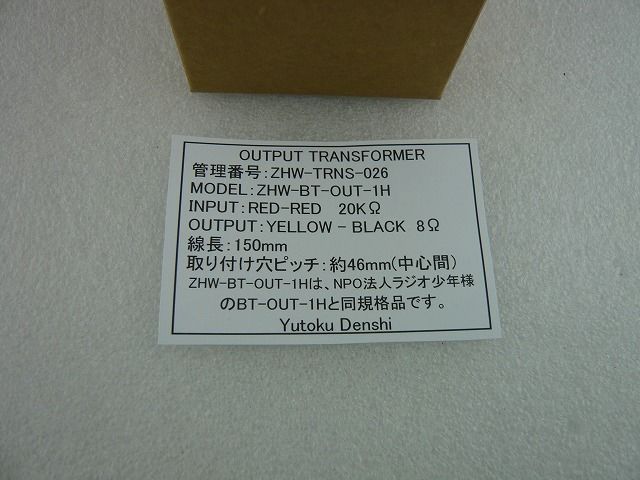 OUTPUT TRANSFORMER
管理番号:ZHW-TRNS-026
MODEL:ZHW-BT-OUT-1H
INPUT:RED-RED 20KΩ
OUTPUT:YELLOW - BLACK 8Ω
線長:150mm
取り付け穴ピッチ:約46mm(中心間)
ZHW-BT-OUT-1Hは、NPO法人ラジオ少年様
のBT-OUT-1Hと同規格品です。
Yutoku Denshi